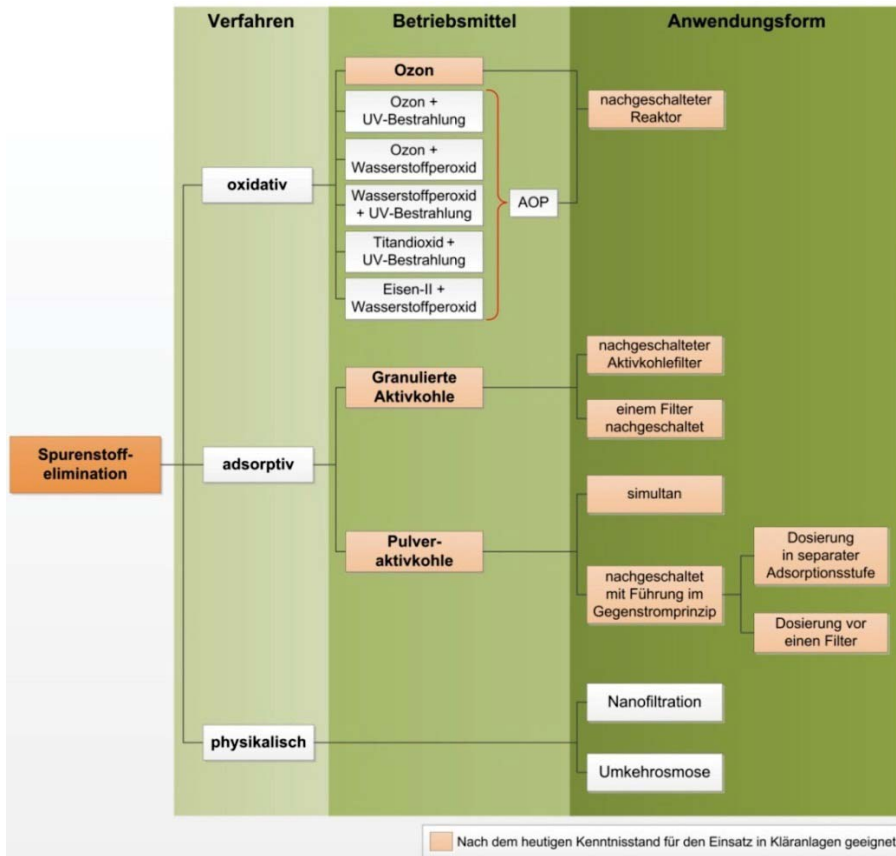 Verfahren
Betriebsmittel
Anwendungsform
Ozon
Ozon +
UV-Bestrahlung
Ozon +
Wasserstoffperoxid
Wasserstoffperoxid
+ UV-Bestrahlung
Titandioxid +
UV-Bestrahlung
Eisen-II +
Wasserstoffperoxid
oxidativ
AOP
nachgeschalteter
Reaktor
Granulierte
Aktivkohle
nachgeschalteter
Aktivkohlefilter
einem Filter
nachgeschaltet
Spurenstoff-
elimination
adsorptiv
Pulver-
aktivkohle
simultan
nachgeschaltet
mit Führung im
Gegenstromprinzip
Dosierung
in separater
Adsorptionsstufe
Dosierung vor
einen Filter
physikalisch
Nanofiltration
Umkehrosmose
Nach dem heutigen Kenntnisstand für den Einsatz in Kläranlagen geeignet